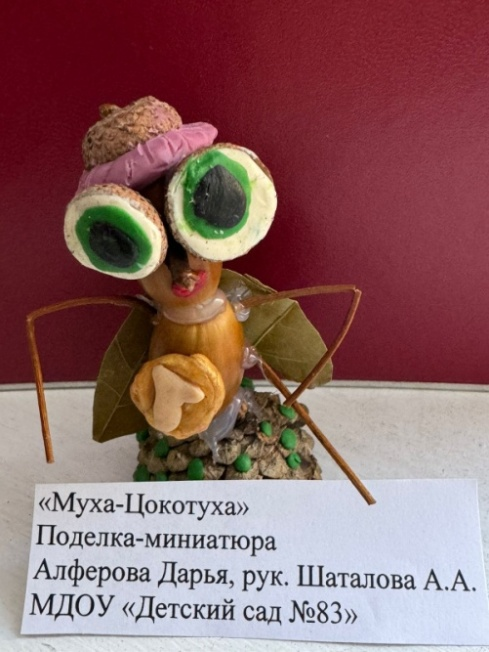 «Муха-Цокотуха»
Поделка-миниатюра
Алферова Дарья, рук. Шаталова А.А.
МДОУ «Детский сад №83»